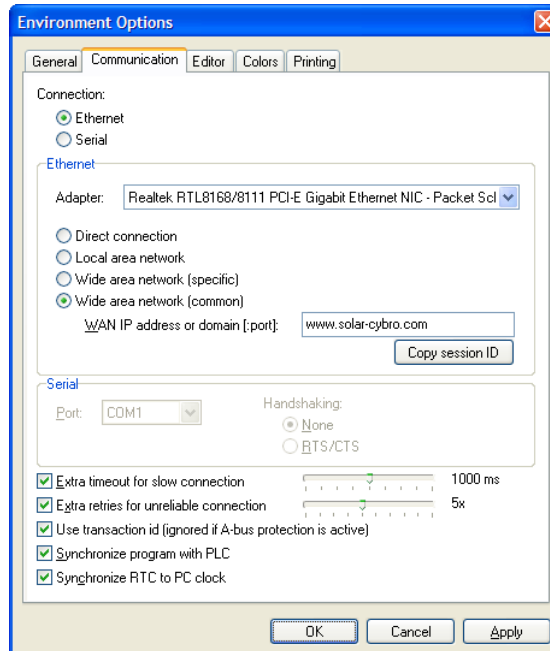 Environment Options
General Communication Editor Colors Printing
Connection:
Ethernet
Serial
Ethernet
Adapter: Realtek RTL8168/8111 PCI-E Gigabit Ethernet NIC - Packet Scl
Direct connection
Local area network
Wide area network (specific)
Wide area network (common)
WAN IP address or domain [:port]: www.solar-cybro.com
Copy session ID
Serial
Port: COM1
Handshaking:
None
RTS/CTS
Extra timeout for slow connection 1000 ms
Extra retries for unreliable connection 5x
Use transaction id (ignored if A-bus protection is active)
Synchronize program with PLC
Synchronize RTC to PC clock
OK Cancel Apply